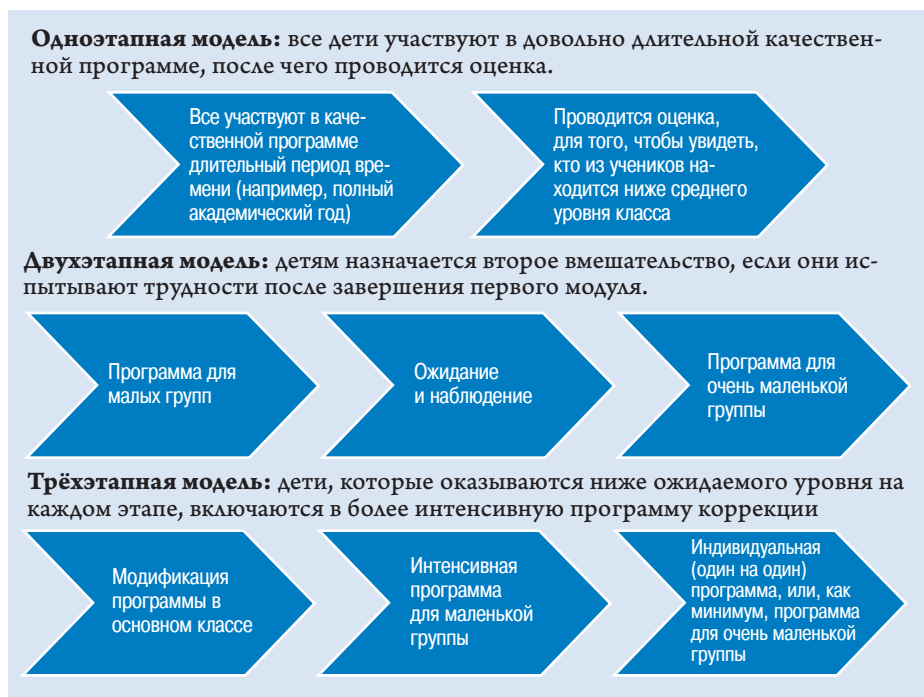 Одноэтапная модель: все дети участвуют в довольно длительной качествен-
ной программе, после чего проводится оценка.
Все участвуют в каче-
ственной программе
длительный период вре-
мени (например, полный
академический год)
Проводится оценка,
для того, чтобы увидеть,
кто из учеников на-
ходится ниже среднего
уровня класса
Двухэтапная модель: детям назначается второе вмешательство, если они ис-
пытывают трудности после завершения первого модуля.
Программа для
малых групп
Ожидание
и наблюдение
Программа для
очень маленькой
группы
Трёхэтапная модель: дети, которые оказываются ниже ожидаемого уровня на
каждом этапе, включаются в более интенсивную программу коррекции
Модификация
программы в
основном классе
Интенсивная
программа
для маленькой
группы
Индивидуальная
(один на один)
программа, или, как
минимум, программа
для очень маленькой
группы